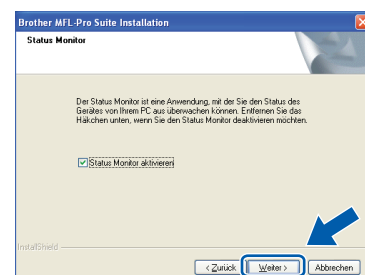 Brother MFL-Pro Suite Installation
Status Monitor
Der Status Monitor ist eine Anwendung, mit der Sie den Status des
Gerätes von Ihrem PC aus überwachen können. Entfernen Sie das
Häkchen unten, wenn Sie den Status Monitor deaktivieren möchten.
Status Monitor aktivieren
InstallShield
< Zurück Weiter > Abbrechen